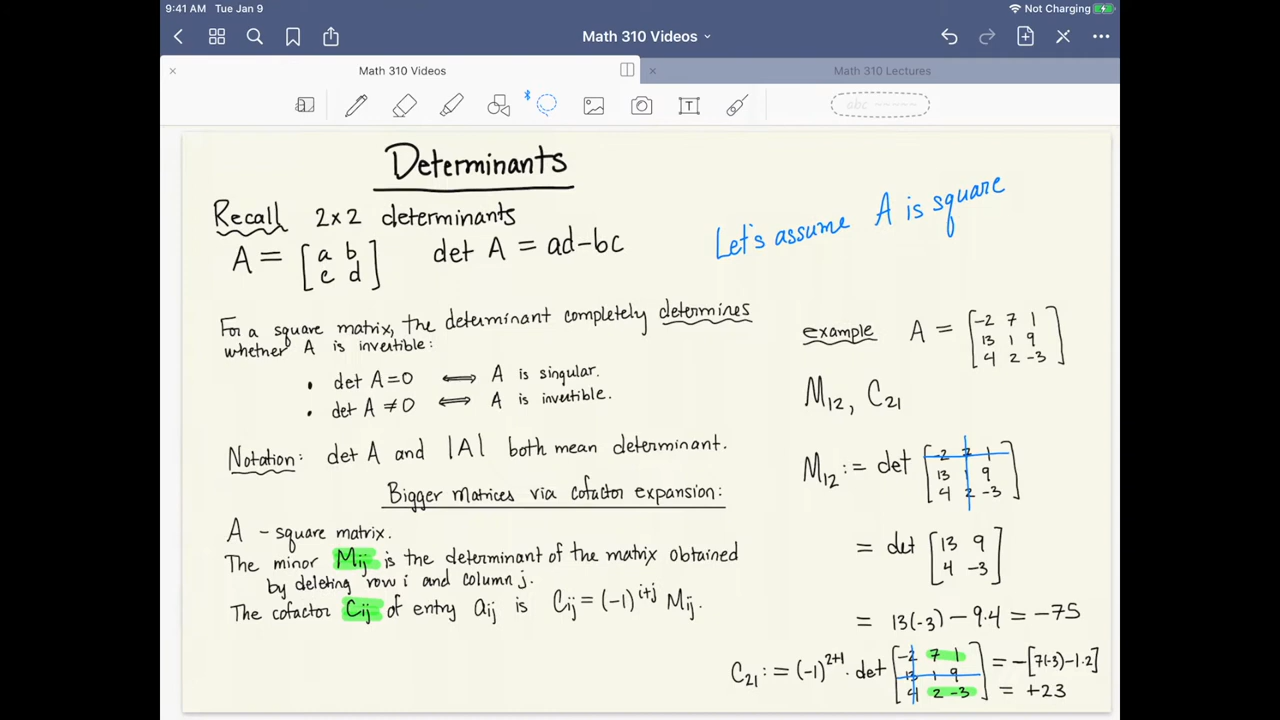 9:41 AM Tue Jan 9
Not Charging
Math 310 Videos
Math 310 Videos
Math 310 Lectures
abc
Determinants
Recall 2x2 determinants
A = [a b; c d] det A = ad-bc
Let's assume A is square
For a square matrix, the determinant completely determines
whether A is invertible:
• det A=0 ⟺ A is singular.
• det A ≠ 0 ⟺ A is invertible.
Notation: det A and |A| both mean determinant.
Bigger Matrices via cofactor expansion:
A - square matrix.
The minor Mij is the determinant of the matrix obtained
by deleting row i and column j.
The cofactor Cij of entry aij is Cij = (-1)^i+j Mij.
example A = [-2 7 1; 13 1 9; 4 2 -3]
M12, C21
M12 := det [-2 7 1; 13 1 9; 4 2 -3]
= det [13 9; 4 -3]
= 13(-3) - 9·4 = -75
C21 := (-1)^2+1 · det [-2 7 1; 13 1 9; 4 2 -3] = -[7(-3)-1·2]
= +23